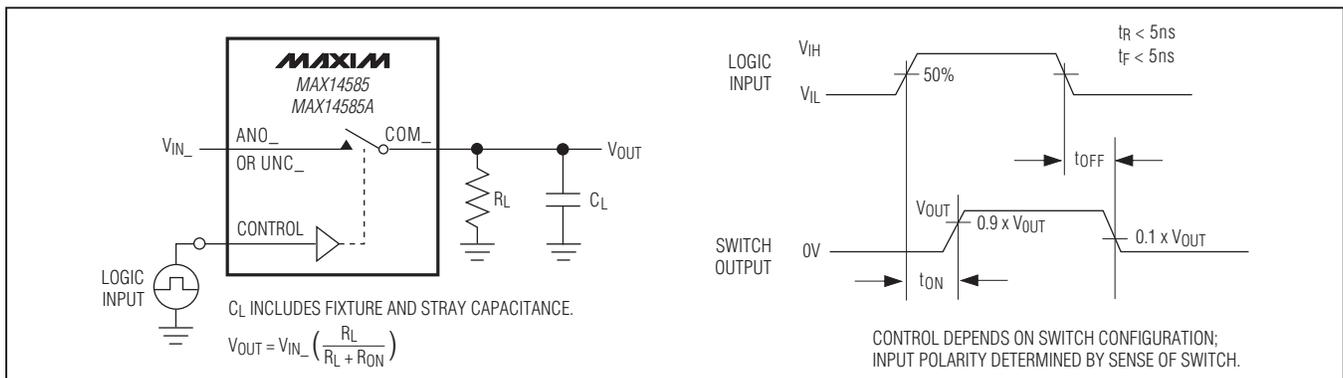 MAXIM
MAX14585
MAX14585A
VIN_
ANO_
OR UNC_
COM_
VOUT
RL
CL
CONTROL
LOGIC
INPUT
CL INCLUDES FIXTURE AND STRAY CAPACITANCE.
VOUT = VIN_ ( RL / RL + RON )
LOGIC
INPUT
VIH
VIL
50%
tR < 5ns
tF < 5ns
tOFF
SWITCH
OUTPUT
VOUT
0V
0.9 x VOUT
0.1 x VOUT
tON
CONTROL DEPENDS ON SWITCH CONFIGURATION;
INPUT POLARITY DETERMINED BY SENSE OF SWITCH.